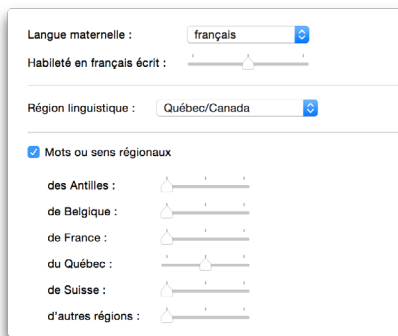 Langue maternelle : français
Habileté en français écrit :
Région linguistique : Québec/Canada
Mots ou sens régionaux
des Antilles :
de Belgique :
de France :
du Québec :
de Suisse :
d'autres régions :